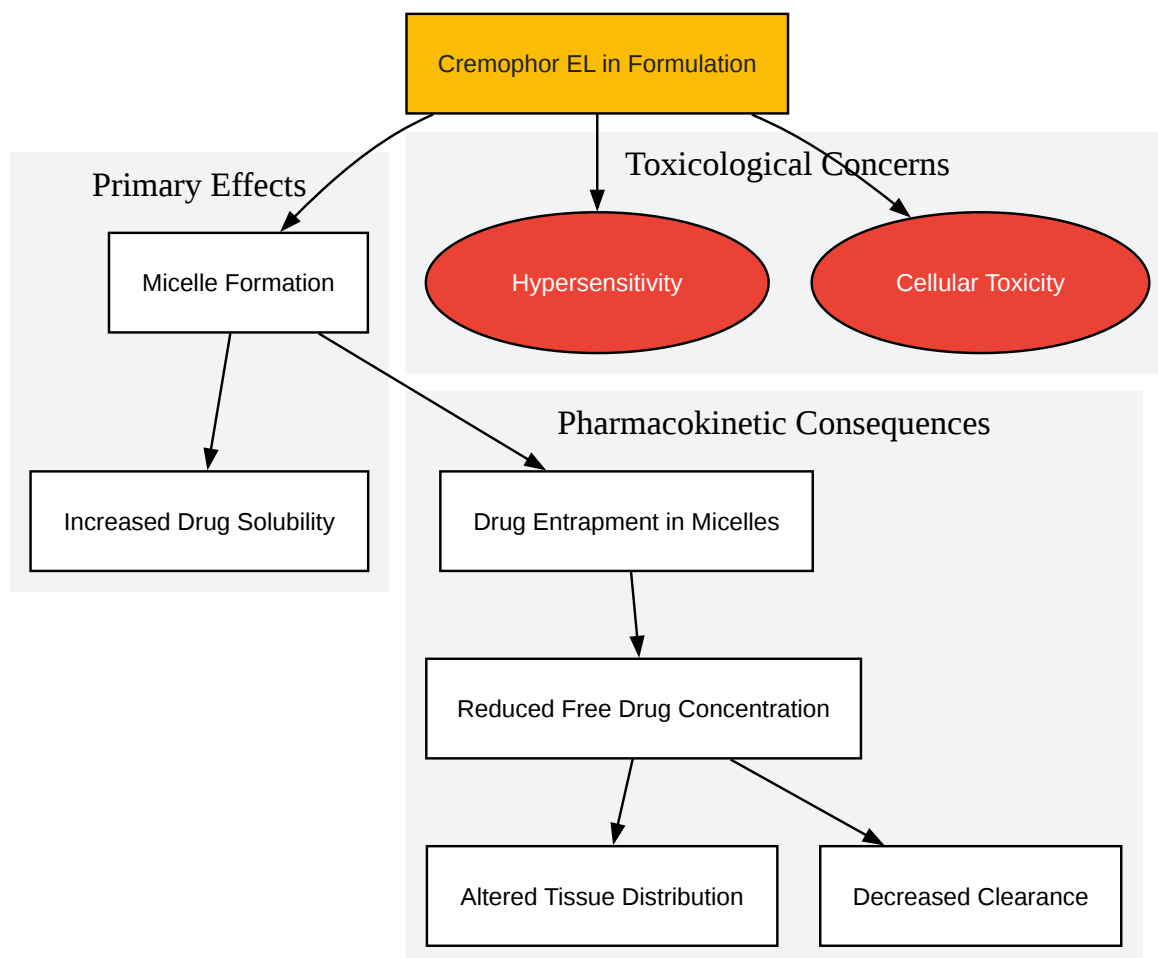 Cremophor EL in Formulation
Primary Effects
Toxicological Concerns
Micelle Formation
Hypersensitivity
Cellular Toxicity
Pharmacokinetic Consequences
Increased Drug Solubility
Drug Entrapment in Micelles
Reduced Free Drug Concentration
Altered Tissue Distribution
Decreased Clearance